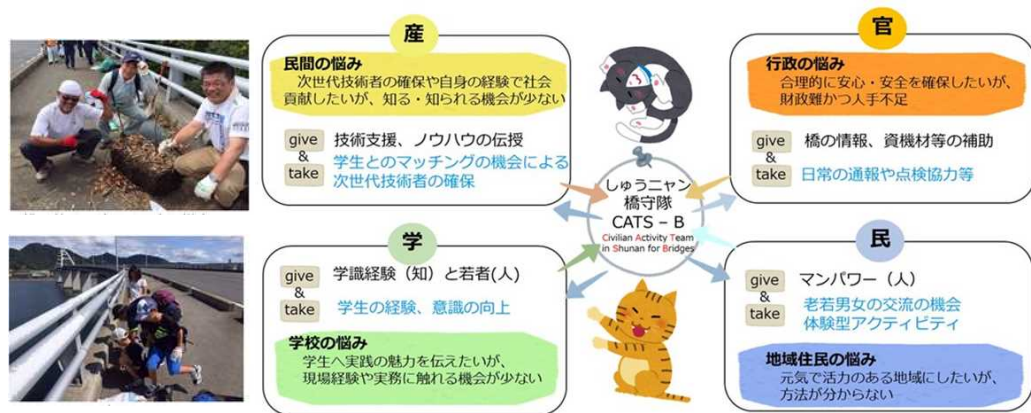 産
民間の悩み
次世代技術者の確保や自身の経験で社会
貢献したいが、知る・知られる機会が少ない
give
&
take
技術支援、ノウハウの伝授
学生とのマッチングの機会による
次世代技術者の確保
官
行政の悩み
合理的に安心・安全を確保したいが、
財政難かつ人手不足
give
&
take
橋の情報、資機材等の補助
日常の通報や点検協力等
しゅうニャン
橋守隊
CATS – B
Civilian Activity Team
in Shunan for Bridges
学
give
&
take
学識経験（知）と若者(人)
学生の経験、意識の向上
学校の悩み
学生へ実践の魅力を伝えたいが、
現場経験や実務に触れる機会が少ない
民
give
&
take
マンパワー（人）
老若男女の交流の機会
体験型アクティビティ
地域住民の悩み
元気で活力のある地域にしたいが、
方法が分からない